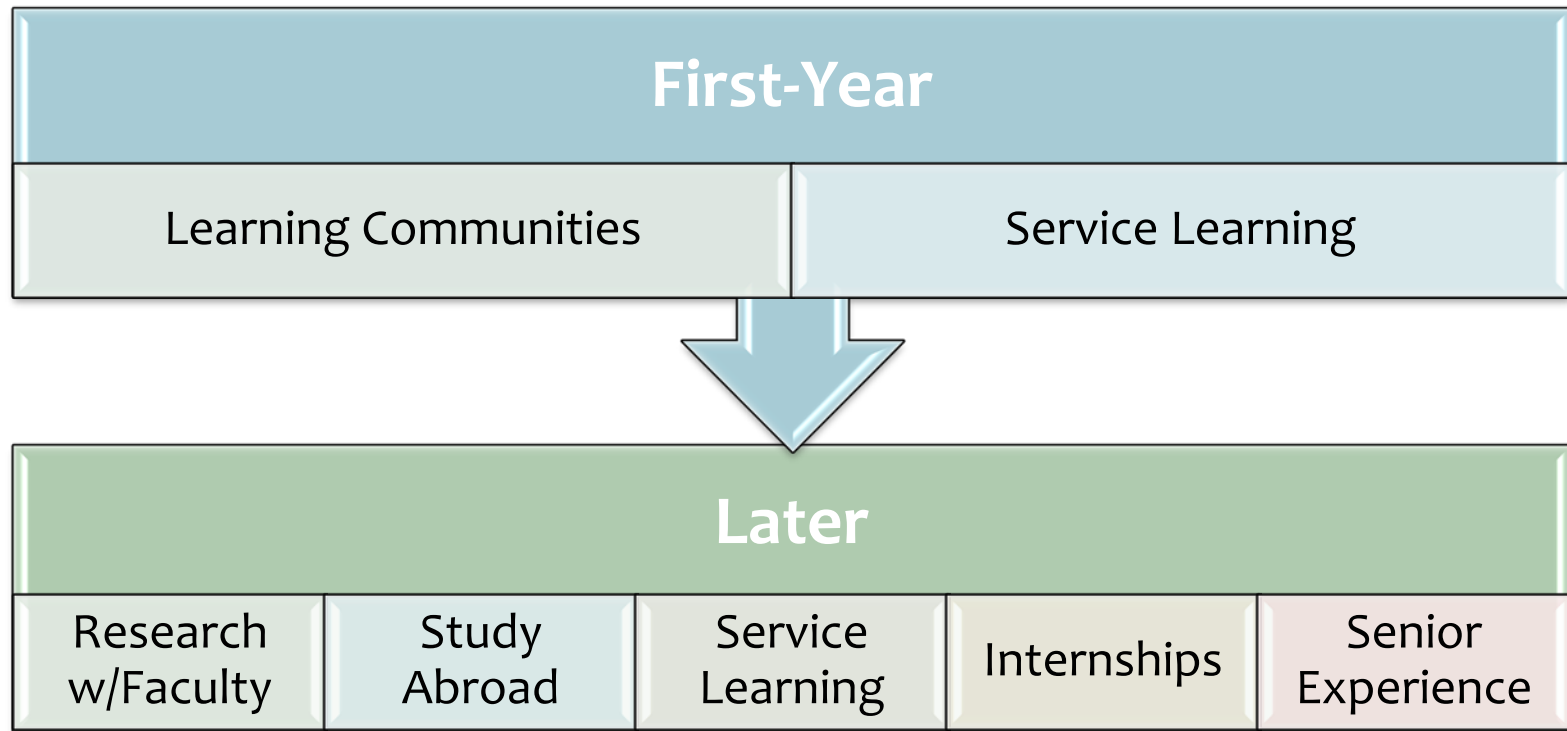 First-Year
Learning Communities
Service Learning
Later
Research
w/Faculty
Study
Abroad
Service
Learning
Internships
Senior
Experience